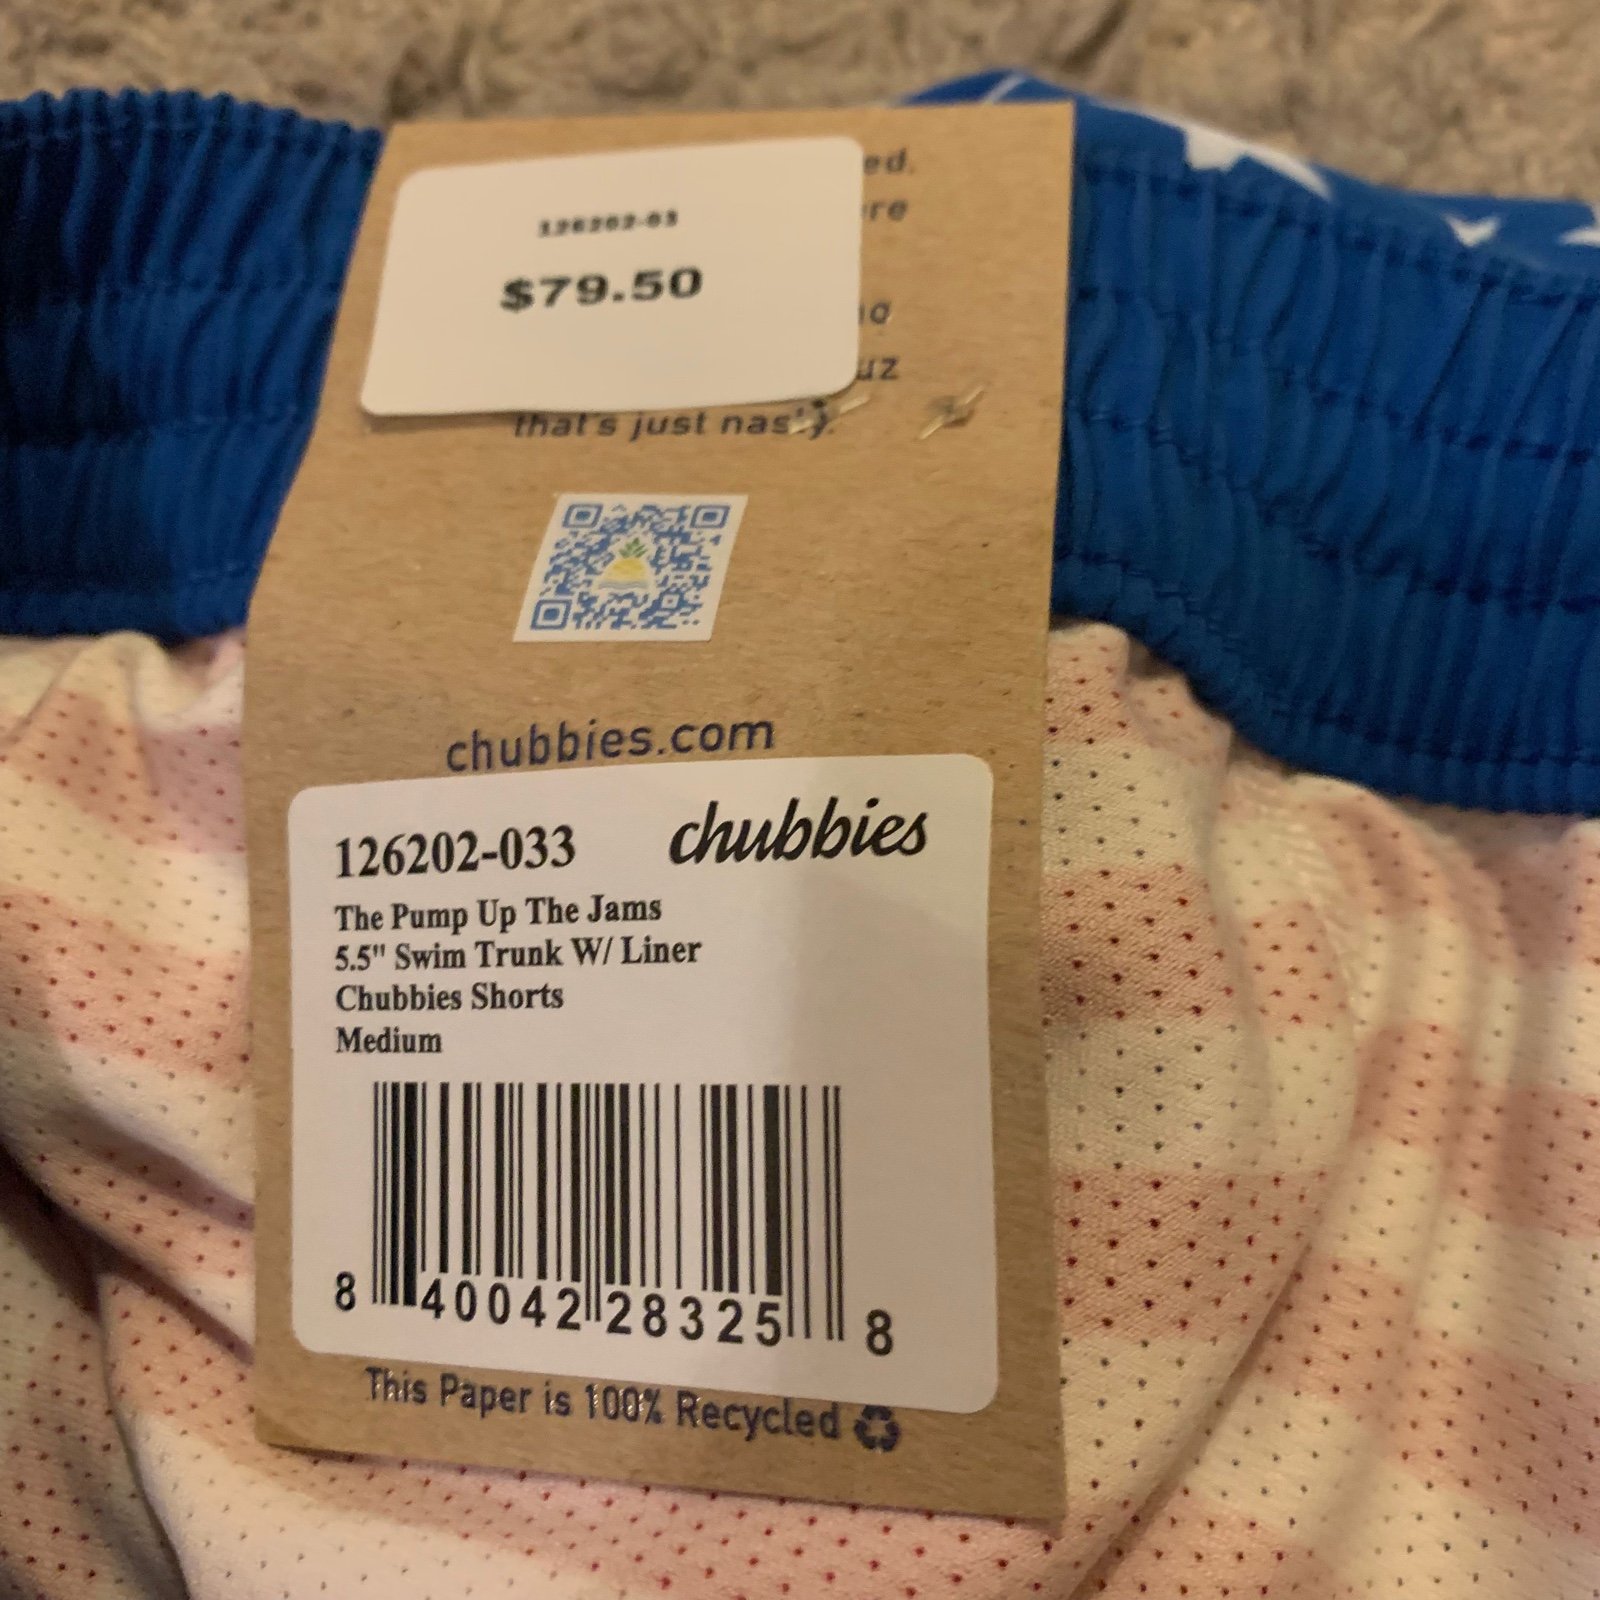 ed.
re
126202-03
$79.50
no
uz
that's just nasty.
chubbies.com
126202-033 chubbies
The Pump Up The Jams
5.5" Swim Trunk W/ Liner
Chubbies Shorts
Medium
8 40042 28325 8
This Paper is 100% Recycled